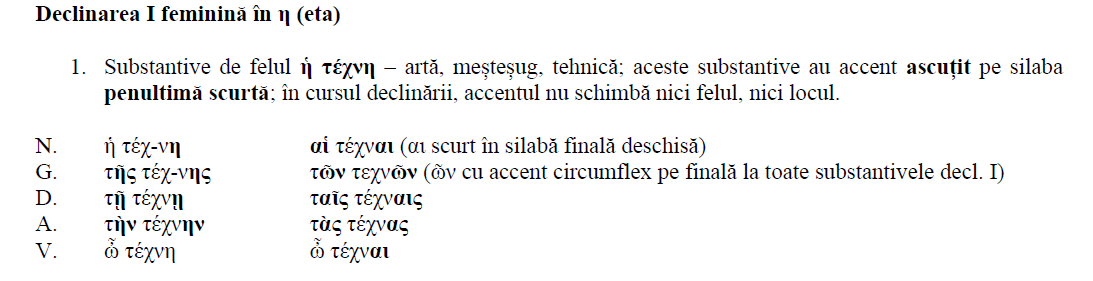 Declinarea I feminină în η (eta)
1. Substantive de felul ἡ τέχνη – artă, meșteșug, tehnică; aceste substantive au accent ascuțit pe silaba
penultimă scurtă; în cursul declinării, accentul nu schimbă nici felul, nici locul.
N. ἡ τέχ-νη αἱ τέχναι (αι scurt în silabă finală deschisă)
G. τῆς τέχ-νης τῶν τεχνῶν (ῶν cu accent circumflex pe finală la toate substantivele decl. I)
D. τῇ τέχνῃ ταῖς τέχναις
A. τὴν τέχνην τὰς τέχνας
V. ὦ τέχνη ὦ τέχναι